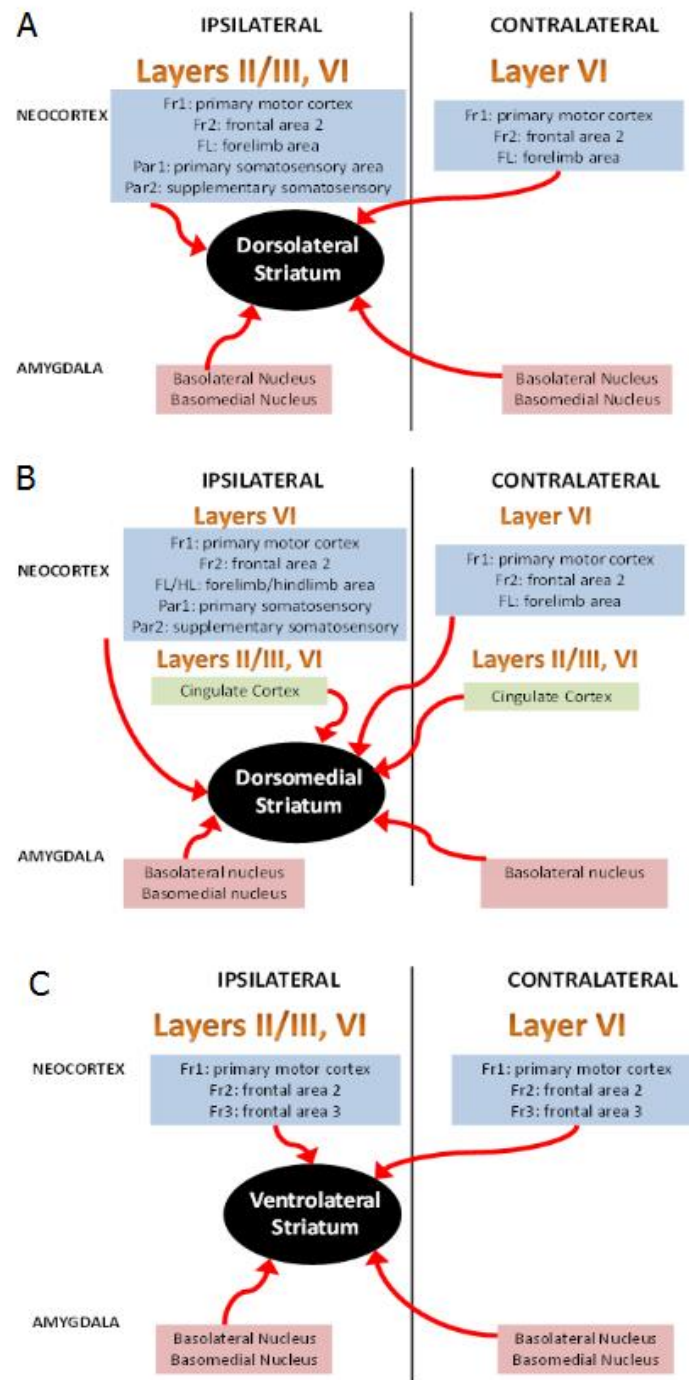 A
IPSILATERAL
CONTRALATERAL
Layers II/III, VI
Layer VI
NEOCORTEX
Fr1: primary motor cortex
Fr2: frontal area 2
FL: forelimb area
Par1: primary somatosensory area
Par2: supplementary somatosensory
Fr1: primary motor cortex
Fr2: frontal area 2
FL: forelimb area
Dorsolateral
Striatum
AMYGDALA
Basolateral Nucleus
Basomedial Nucleus
Basolateral Nucleus
Basomedial Nucleus
B
IPSILATERAL
CONTRALATERAL
Layers VI
Layer VI
NEOCORTEX
Fr1: primary motor cortex
Fr2: frontal area 2
FL/HL: forelimb/hindlimb area
Par1: primary somatosensory
Par2: supplementary somatosensory
Fr1: primary motor cortex
Fr2: frontal area 2
FL: forelimb area
Layers II/III, VI
Cingulate Cortex
Layers II/III, VI
Cingulate Cortex
Dorsomedial
Striatum
AMYGDALA
Basolateral nucleus
Basomedial nucleus
Basolateral nucleus
C
IPSILATERAL
CONTRALATERAL
Layers II/III, VI
Layer VI
NEOCORTEX
Fr1: primary motor cortex
Fr2: frontal area 2
Fr3: frontal area 3
Fr1: primary motor cortex
Fr2: frontal area 2
Fr3: frontal area 3
Ventrolateral
Striatum
AMYGDALA
Basolateral Nucleus
Basomedial Nucleus
Basolateral Nucleus
Basomedial Nucleus